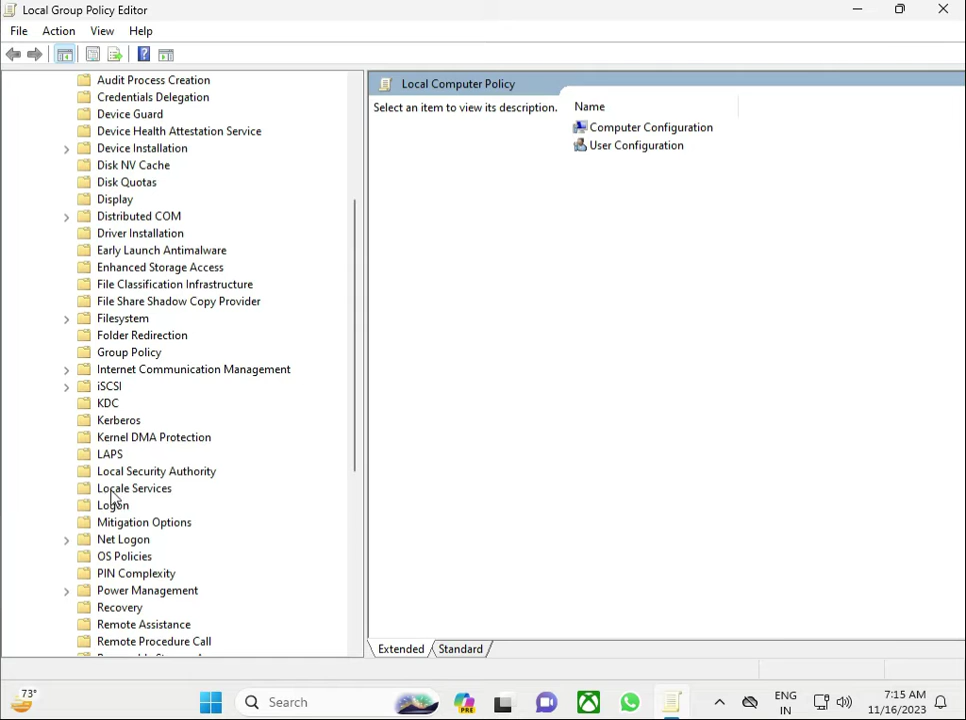 Local Group Policy Editor
File Action View Help
Audit Process Creation
Credentials Delegation
Device Guard
Device Health Attestation Service
Device Installation
Disk NV Cache
Disk Quotas
Display
Distributed COM
Driver Installation
Early Launch Antimalware
Enhanced Storage Access
File Classification Infrastructure
File Share Shadow Copy Provider
Filesystem
Folder Redirection
Group Policy
Internet Communication Management
iSCSI
KDC
Kerberos
Kernel DMA Protection
LAPS
Local Security Authority
Locale Services
Logon
Mitigation Options
Net Logon
OS Policies
PIN Complexity
Power Management
Recovery
Remote Assistance
Remote Procedure Call
Local Computer Policy
Select an item to view its description.
Name
Computer Configuration
User Configuration
Extended Standard
73°
Search
PRE
ENG
IN
7:15 AM
11/16/2023